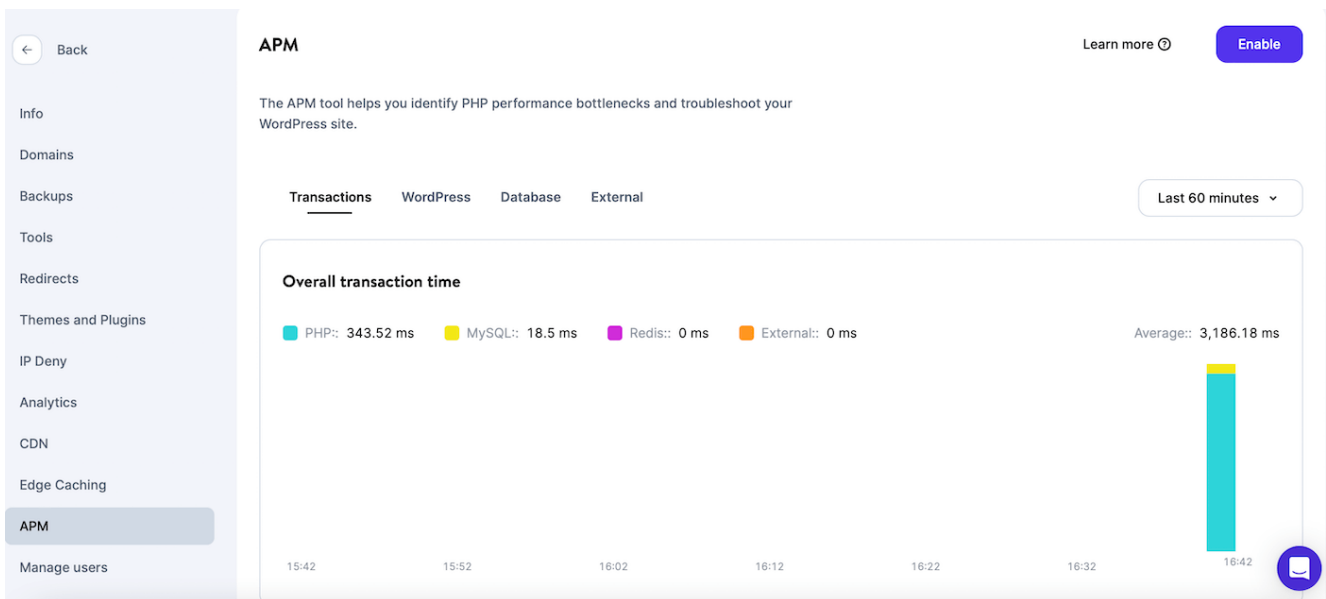 Back
Info
Domains
Backups
Tools
Redirects
Themes and Plugins
IP Deny
Analytics
CDN
Edge Caching
APM
Manage users
APM
Learn more
Enable
The APM tool helps you identify PHP performance bottlenecks and troubleshoot your
WordPress site.
Transactions WordPress Database External
Last 60 minutes
Overall transaction time
PHP:: 343.52 ms MySQL:: 18.5 ms Redis:: 0 ms External:: 0 ms Average:: 3,186.18 ms
15:42 15:52 16:02 16:12 16:22 16:32 16:42